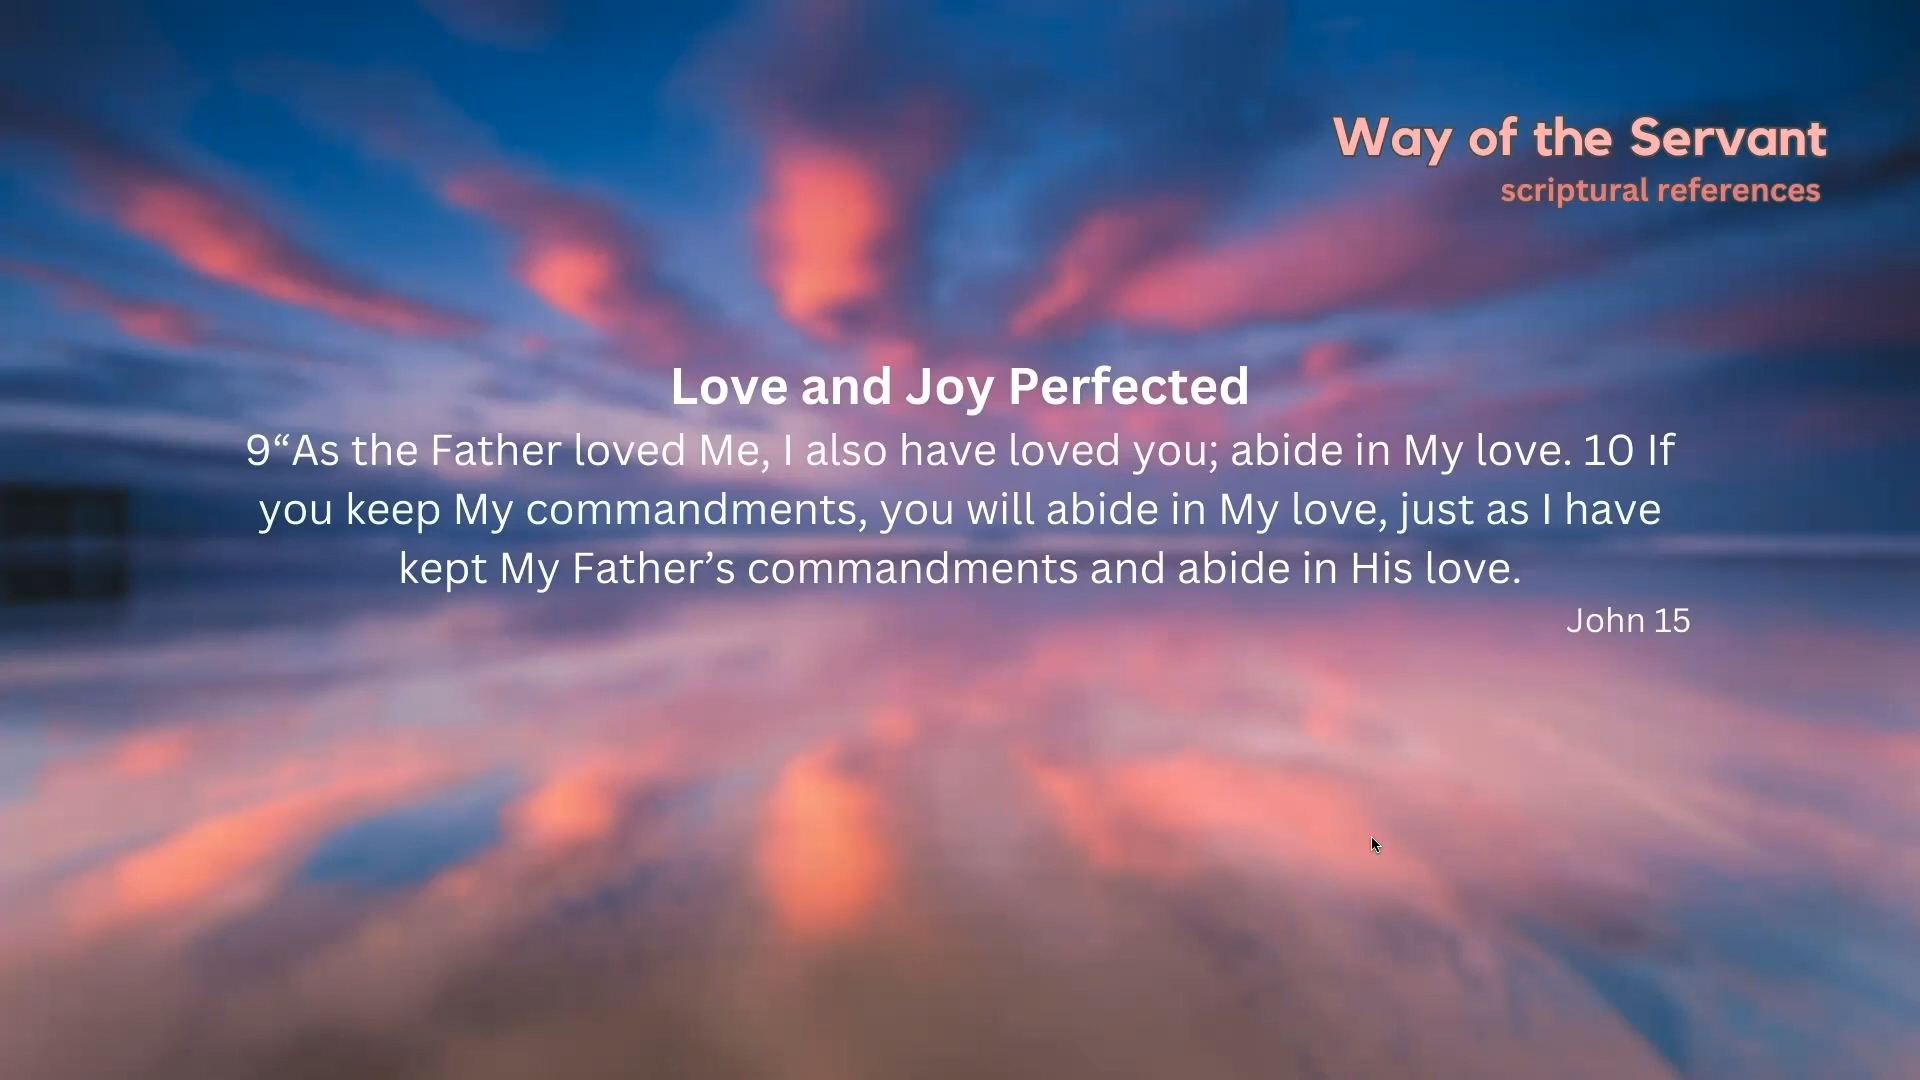 Way of the Servant
scriptural references
Love and Joy Perfected
9“As the Father loved Me, I also have loved you; abide in My love. 10 If
you keep My commandments, you will abide in My love, just as I have
kept My Father’s commandments and abide in His love.
John 15